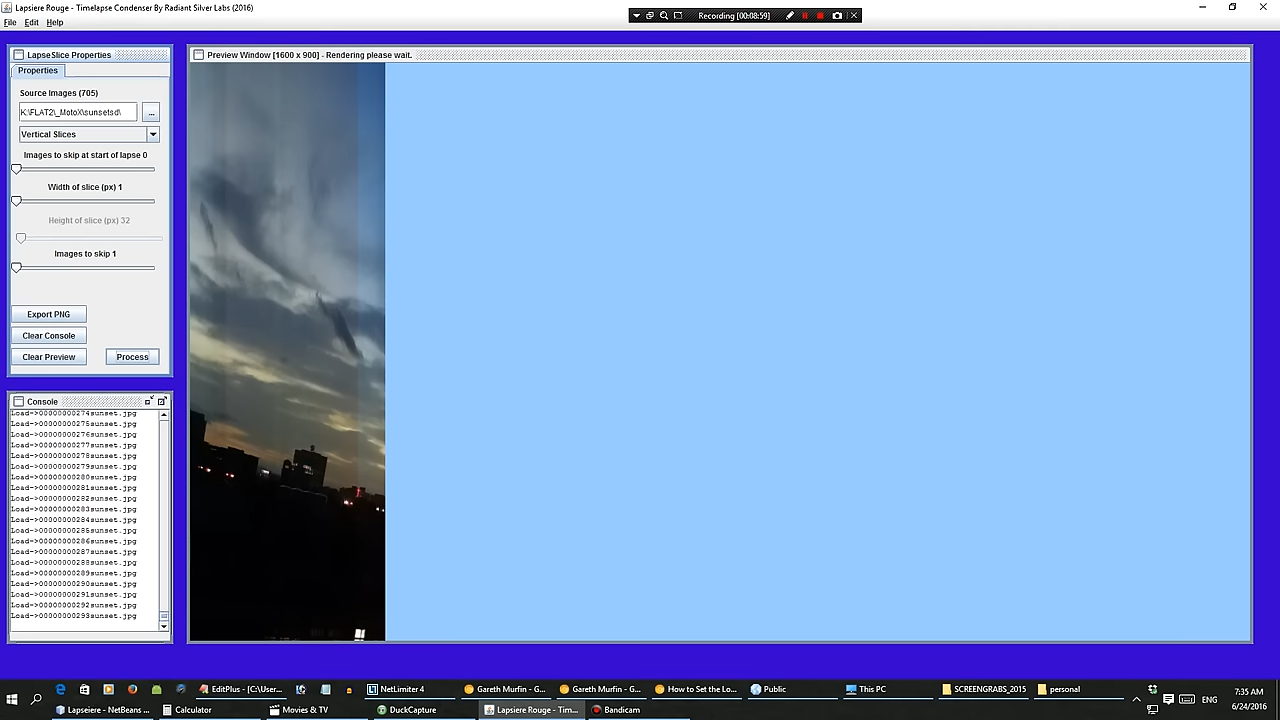 Lapsiere Rouge - Timelapse Condenser By Radiant Silver Labs (2016)
Recording [00:08:59]
File Edit Help
LapseSlice Properties
Properties
Source Images (705)
K:\FLAT2\_MotoX\sunsetsd\
...
Vertical Slices
Images to skip at start of lapse 0
Width of slice (px) 1
Height of slice (px) 32
Images to skip 1
Export PNG
Clear Console
Clear Preview
Process
Preview Window [1600 x 900] - Rendering please wait.
Console
Load->00000000274sunset.jpg
Load->00000000275sunset.jpg
Load->00000000276sunset.jpg
Load->00000000277sunset.jpg
Load->00000000278sunset.jpg
Load->00000000279sunset.jpg
Load->00000000280sunset.jpg
Load->00000000281sunset.jpg
Load->00000000282sunset.jpg
Load->00000000283sunset.jpg
Load->00000000284sunset.jpg
Load->00000000285sunset.jpg
Load->00000000286sunset.jpg
Load->00000000287sunset.jpg
Load->00000000288sunset.jpg
Load->00000000289sunset.jpg
Load->00000000290sunset.jpg
Load->00000000291sunset.jpg
Load->00000000292sunset.jpg
Load->00000000293sunset.jpg
EditPlus - [C:\User...
NetLimiter 4
Gareth Murfin - G...
Gareth Murfin - G...
How to Set the Lo...
Public
This PC
SCREENGRABS_2015
personal
Lapseiere - NetBeans ...
Calculator
Movies & TV
DuckCapture
Lapsiere Rouge - Tim...
Bandicam
ENG
7:35 AM
6/24/2016